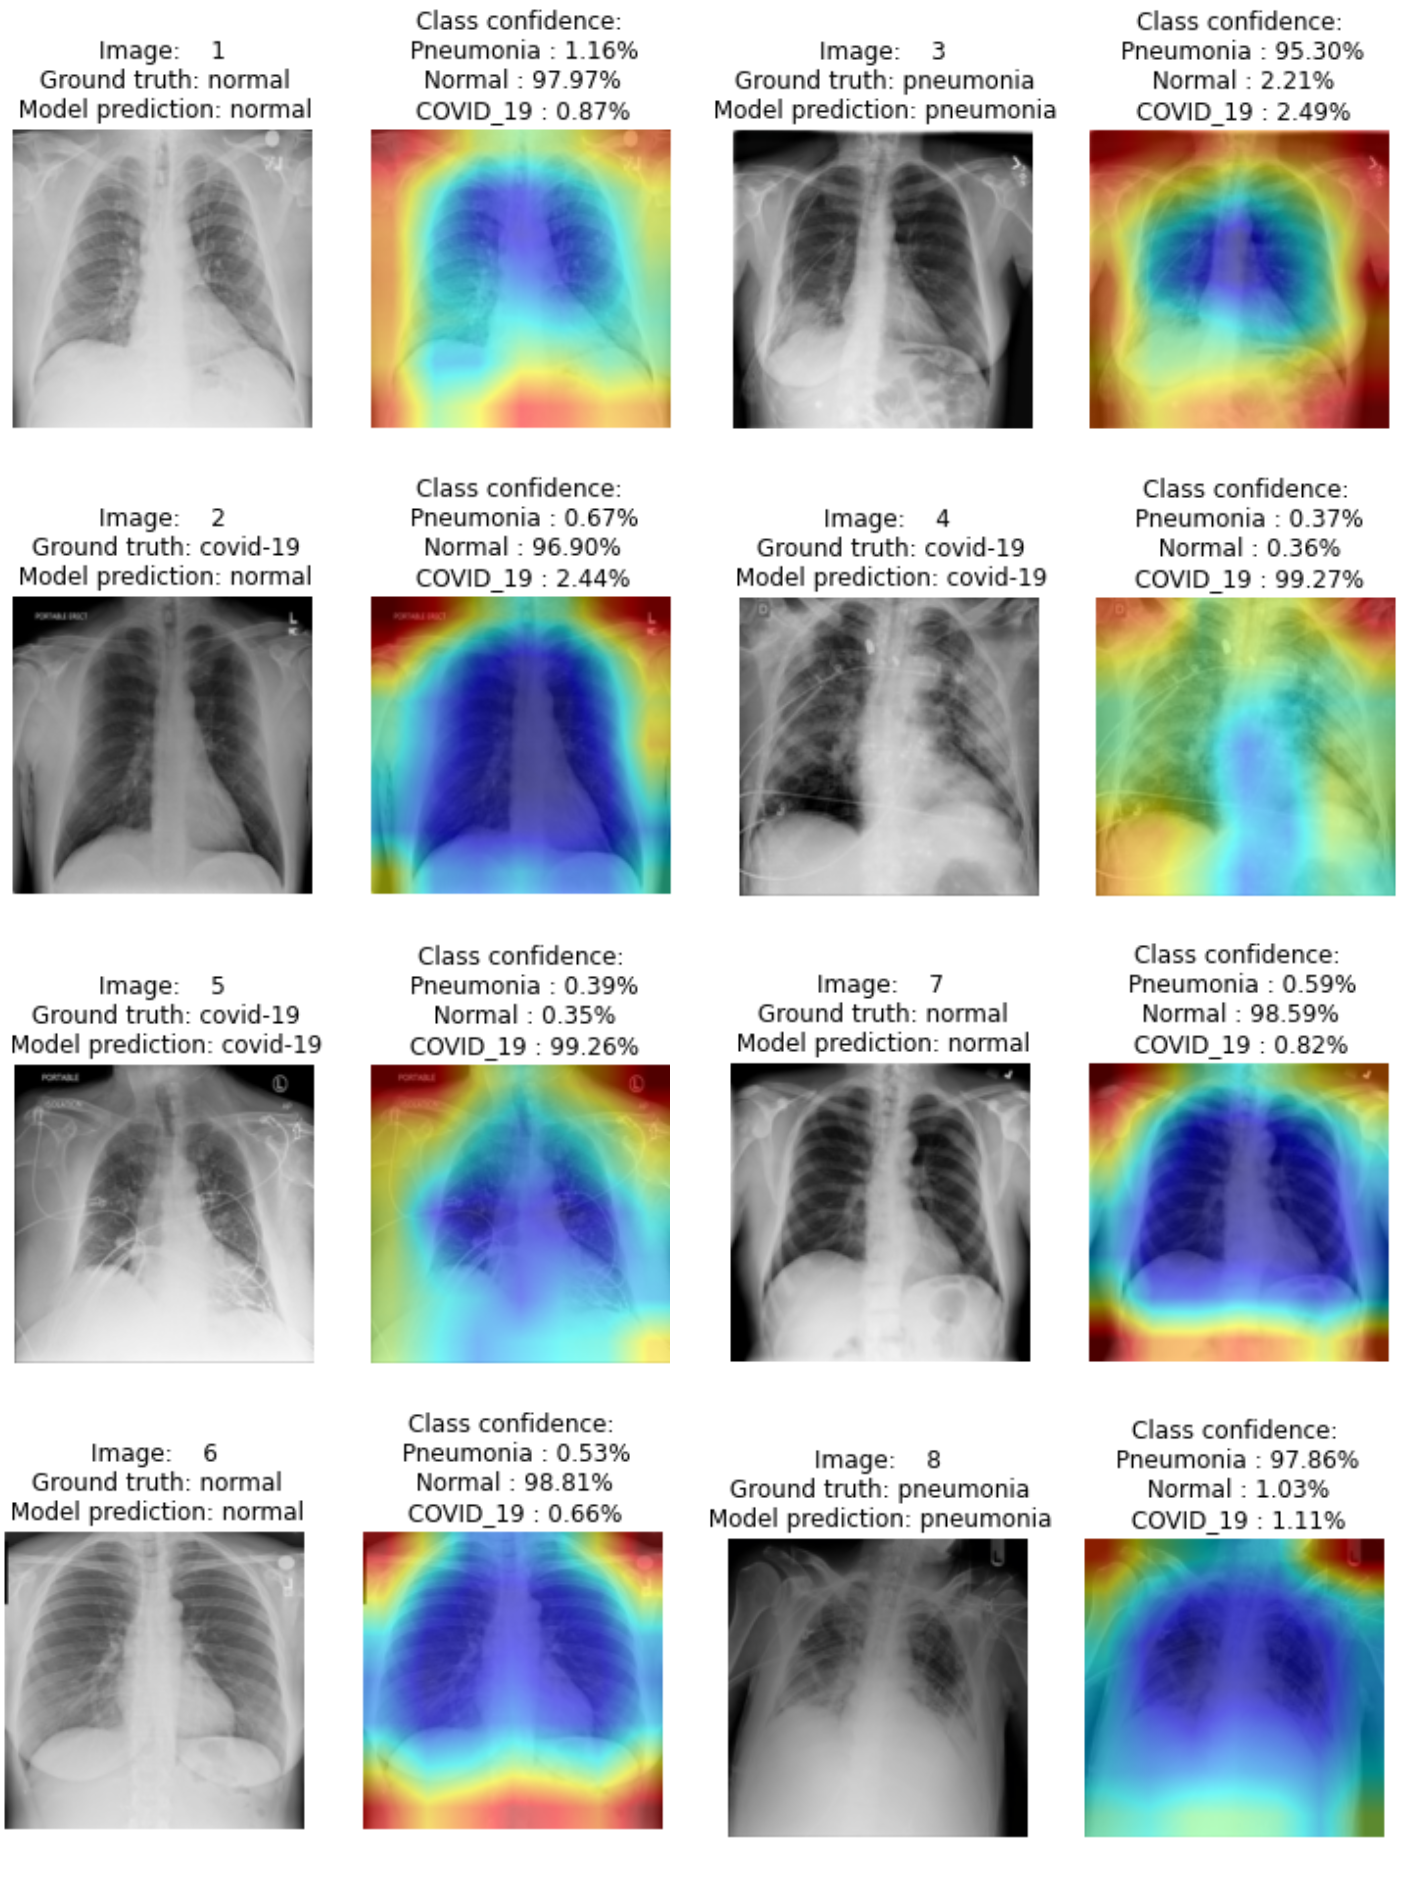 Image: 1
Ground truth: normal
Model prediction: normal
Class confidence:
Pneumonia : 1.16%
Normal : 97.97%
COVID_19 : 0.87%
Image: 3
Ground truth: pneumonia
Model prediction: pneumonia
Class confidence:
Pneumonia : 95.30%
Normal : 2.21%
COVID_19 : 2.49%
Image: 2
Ground truth: covid-19
Model prediction: normal
Class confidence:
Pneumonia : 0.67%
Normal : 96.90%
COVID_19 : 2.44%
PORTABLE ERECT
L
PORTABLE ERECT
L
Image: 4
Ground truth: covid-19
Model prediction: covid-19
Class confidence:
Pneumonia : 0.37%
Normal : 0.36%
COVID_19 : 99.27%
D
D
Image: 5
Ground truth: covid-19
Model prediction: covid-19
Class confidence:
Pneumonia : 0.39%
Normal : 0.35%
COVID_19 : 99.26%
PORTABLE
L
PORTABLE
L
Image: 7
Ground truth: normal
Model prediction: normal
Class confidence:
Pneumonia : 0.59%
Normal : 98.59%
COVID_19 : 0.82%
Image: 6
Ground truth: normal
Model prediction: normal
Class confidence:
Pneumonia : 0.53%
Normal : 98.81%
COVID_19 : 0.66%
Image: 8
Ground truth: pneumonia
Model prediction: pneumonia
Class confidence:
Pneumonia : 97.86%
Normal : 1.03%
COVID_19 : 1.11%
L
L